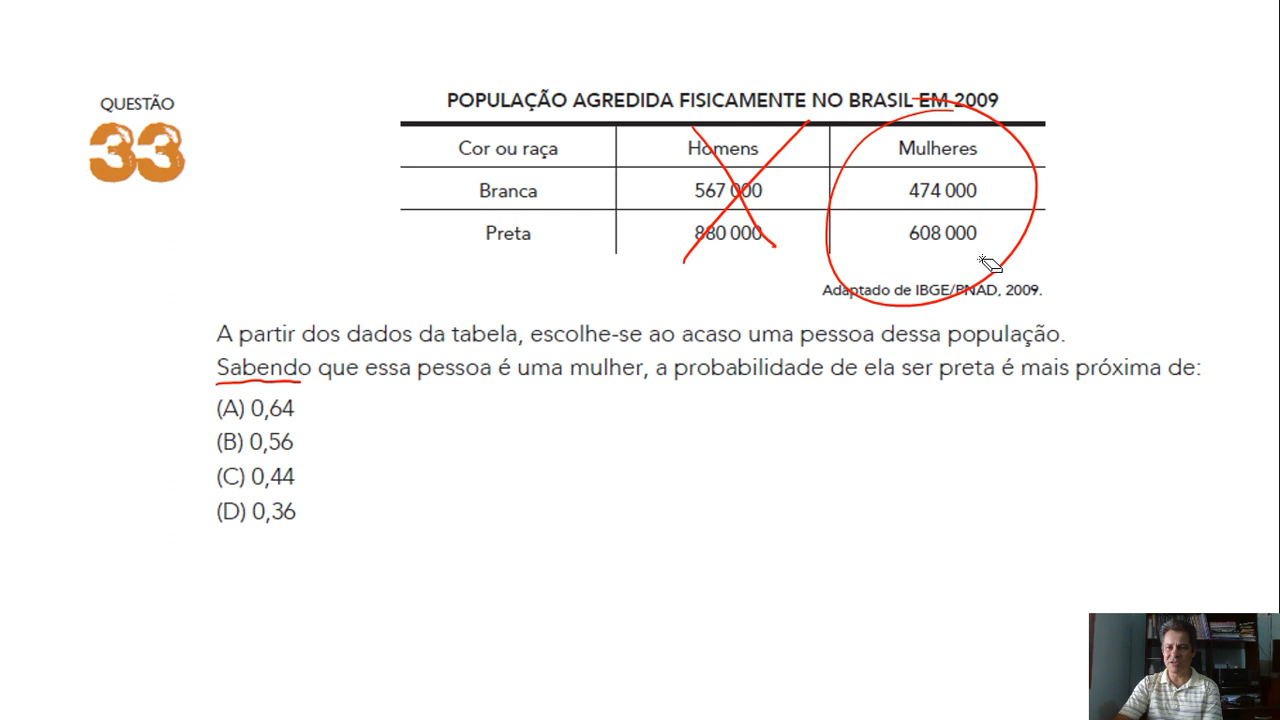 QUESTÃO
33
POPULAÇÃO AGREDIDA FISICAMENTE NO BRASIL EM 2009
Cor ou raça Homens Mulheres
Branca 567 000 474 000
Preta 880 000 608 000
Adaptado de IBGE/PNAD, 2009.
A partir dos dados da tabela, escolhe-se ao acaso uma pessoa dessa população.
Sabendo que essa pessoa é uma mulher, a probabilidade de ela ser preta é mais próxima de:
(A) 0,64
(B) 0,56
(C) 0,44
(D) 0,36